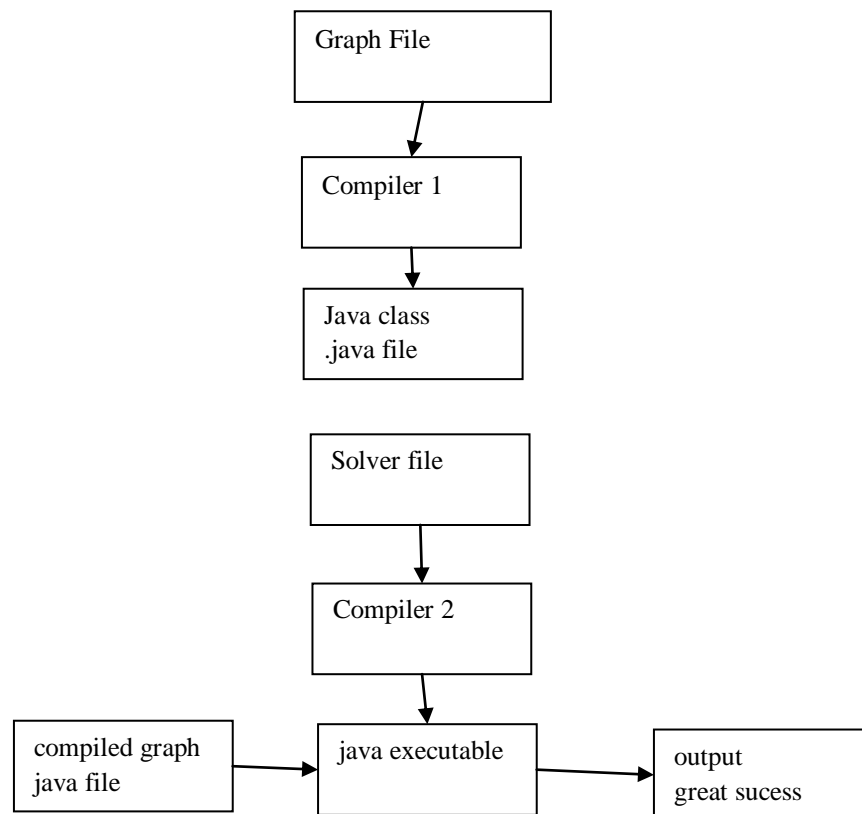 Graph File
Compiler 1
Java class
.java file
Solver file
Compiler 2
compiled graph
java file
java executable
output
great sucess